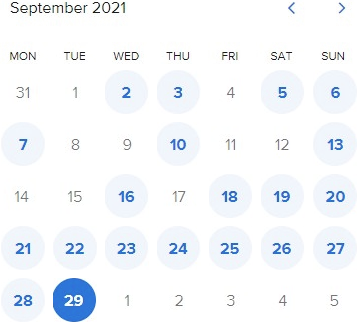 September 2021
MON TUE WED THU FRI SAT SUN
31 1 2 3 4 5 6
7 8 9 10 11 12 13
14 15 16 17 18 19 20
21 22 23 24 25 26 27
28 29 1 2 3 4 5